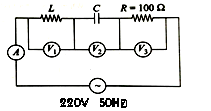 L C R = 100 Ω
A V₁ V₂ V₃
~
220V 50Hz